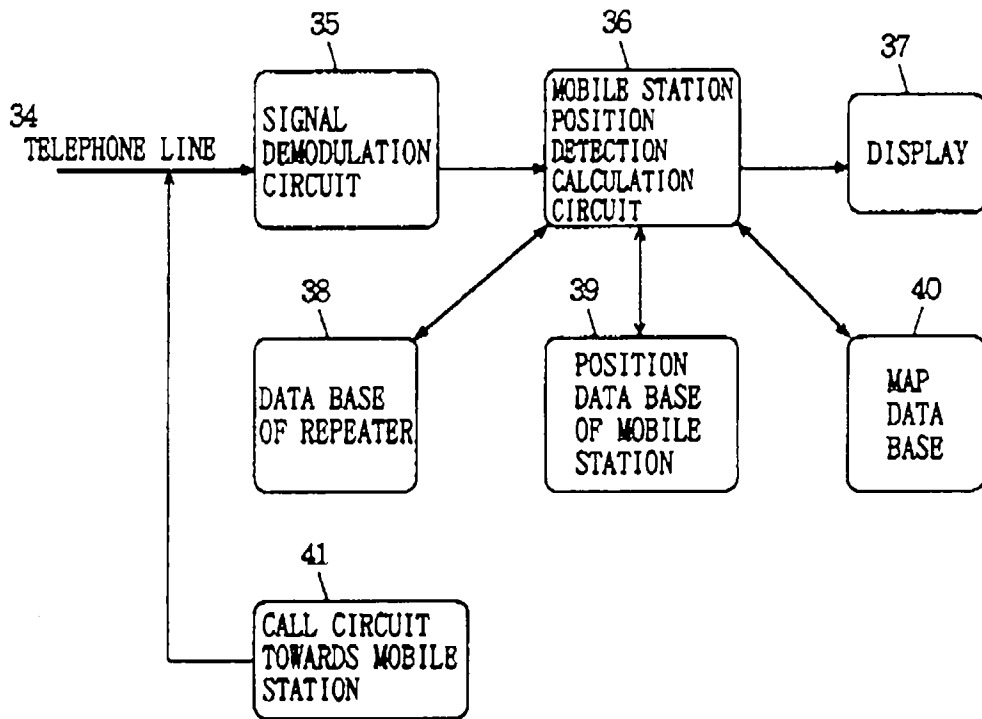 35
36
37
34
TELEPHONE LINE
SIGNAL
DEMODULATION
CIRCUIT
MOBILE STATION
POSITION
DETECTION
CALCULATION
CIRCUIT
DISPLAY
38
39
40
DATA BASE
OF REPEATER
POSITION
DATA BASE
OF MOBILE
STATION
MAP
DATA
BASE
41
CALL CIRCUIT
TOWARDS MOBILE
STATION